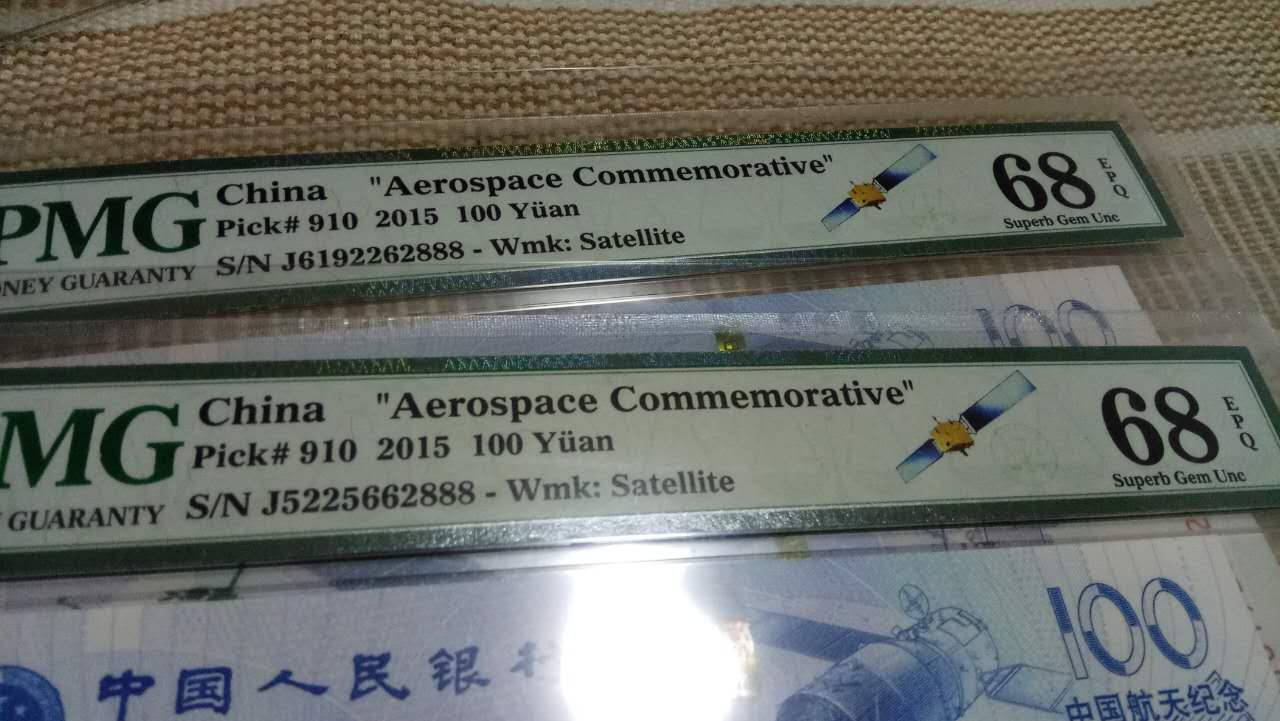 PMG
China "Aerospace Commemorative"
Pick# 910 2015 100 Yüan
S/N J6192262888 - Wmk: Satellite
GUARANTY
68
EPQ
Superb Gem Unc
100
MG
China "Aerospace Commemorative"
Pick# 910 2015 100 Yüan
S/N J5225662888 - Wmk: Satellite
GUARANTY
68
EPQ
Superb Gem Unc
中国人民银
100
中国航天纪念